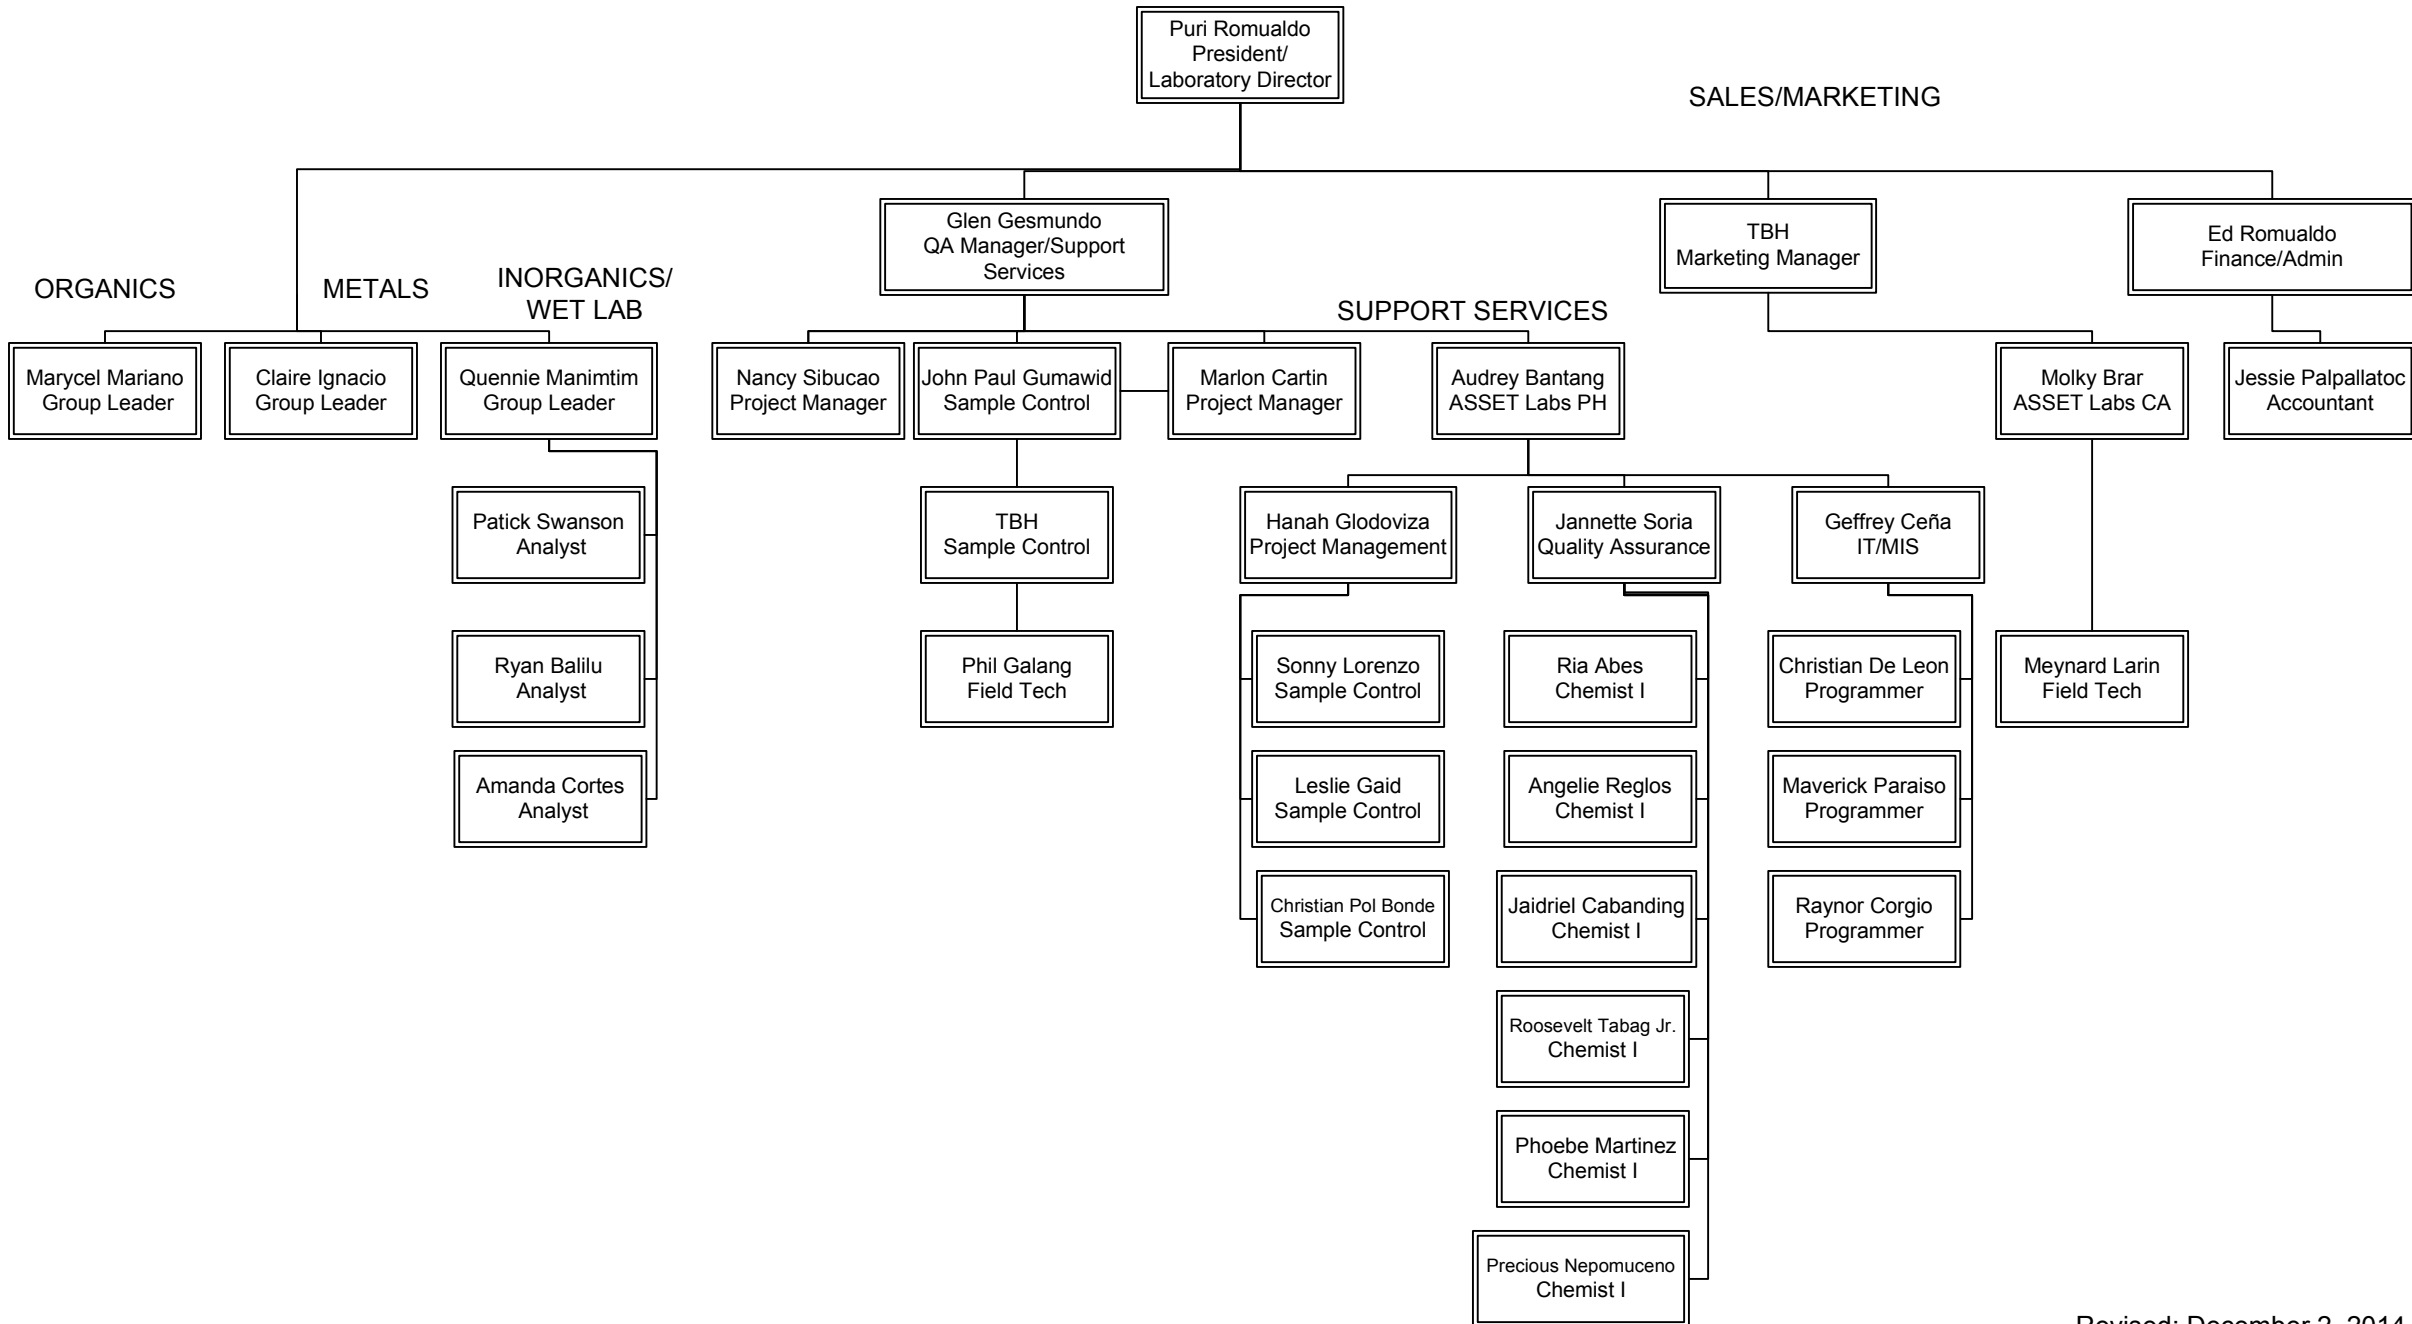 Puri Romualdo
President/
Laboratory Director
SALES/MARKETING
Glen Gesmundo
QA Manager/Support
Services
TBH
Marketing Manager
Ed Romualdo
Finance/Admin
ORGANICS
METALS
INORGANICS/
WET LAB
SUPPORT SERVICES
Marycel Mariano
Group Leader
Claire Ignacio
Group Leader
Quennie Manimtim
Group Leader
Nancy Sibucao
Project Manager
John Paul Gumawid
Sample Control
Marlon Cartin
Project Manager
Audrey Bantang
ASSET Labs PH
Molky Brar
ASSET Labs CA
Jessie Palpallatoc
Accountant
Patick Swanson
Analyst
TBH
Sample Control
Hanah Glodoviza
Project Management
Jannette Soria
Quality Assurance
Geffrey Ceña
IT/MIS
Ryan Balilu
Analyst
Phil Galang
Field Tech
Sonny Lorenzo
Sample Control
Ria Abes
Chemist I
Christian De Leon
Programmer
Meynard Larin
Field Tech
Amanda Cortes
Analyst
Leslie Gaid
Sample Control
Angelie Reglos
Chemist I
Maverick Paraiso
Programmer
Christian Pol Bonde
Sample Control
Jaidriel Cabanding
Chemist I
Raynor Corgio
Programmer
Roosevelt Tabag Jr.
Chemist I
Phoebe Martinez
Chemist I
Precious Nepomuceno
Chemist I
Revised: December 2, 2014